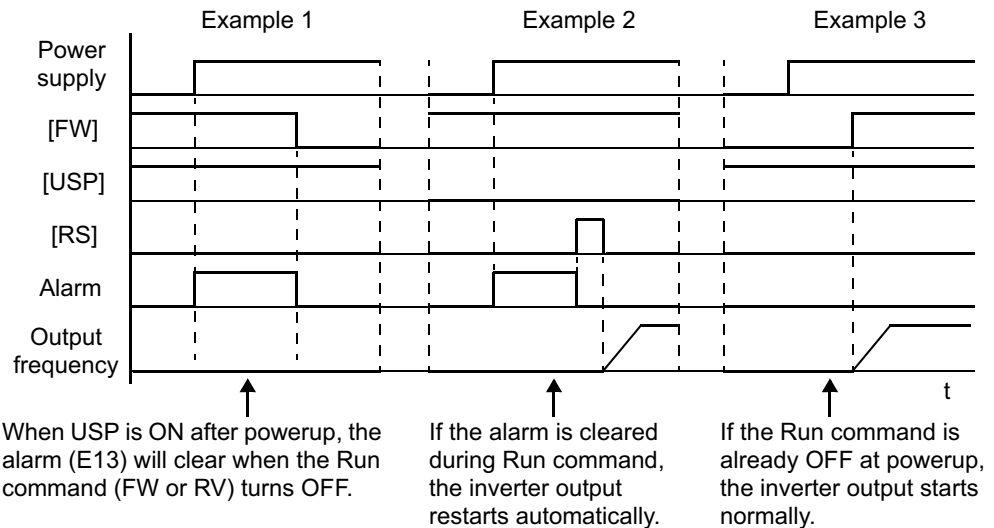 Example 1
Example 2
Example 3
Power
supply
[FW]
[USP]
[RS]
Alarm
Output
frequency
t
When USP is ON after powerup, the
alarm (E13) will clear when the Run
command (FW or RV) turns OFF.
If the alarm is cleared
during Run command,
the inverter output
restarts automatically.
If the Run command is
already OFF at powerup,
the inverter output starts
normally.